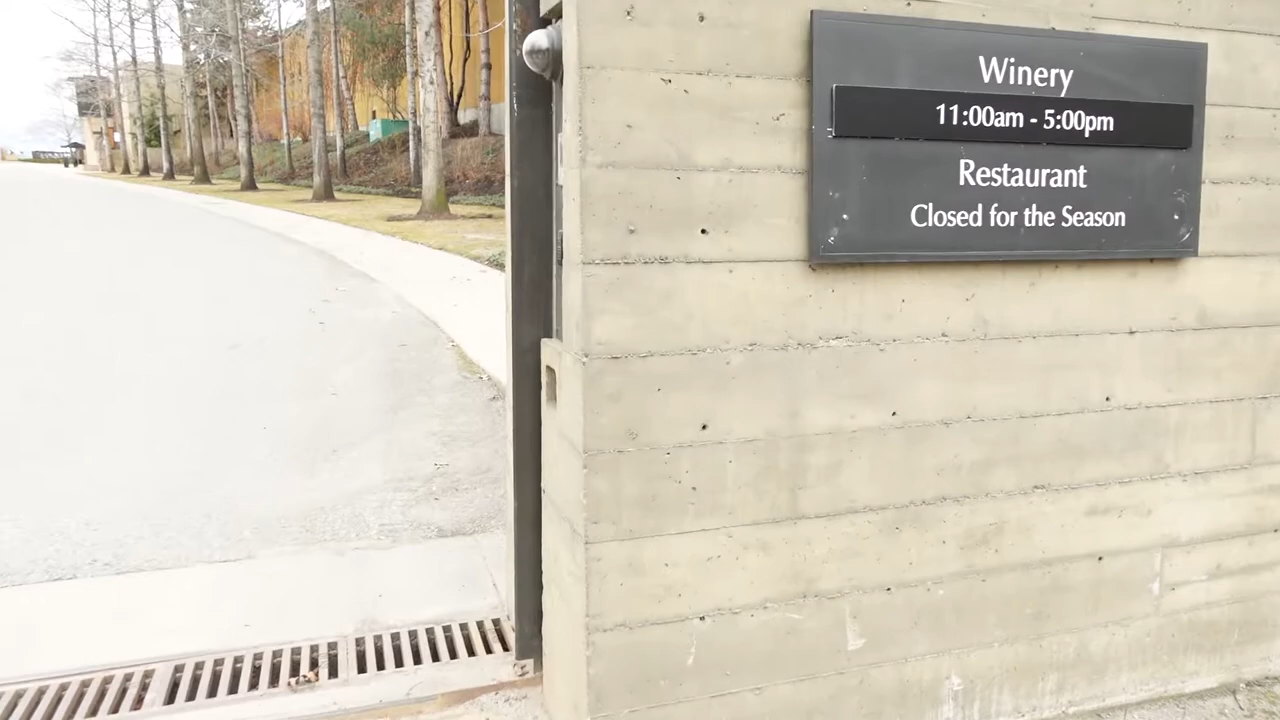 Winery
11:00am - 5:00pm
Restaurant
Closed for the Season